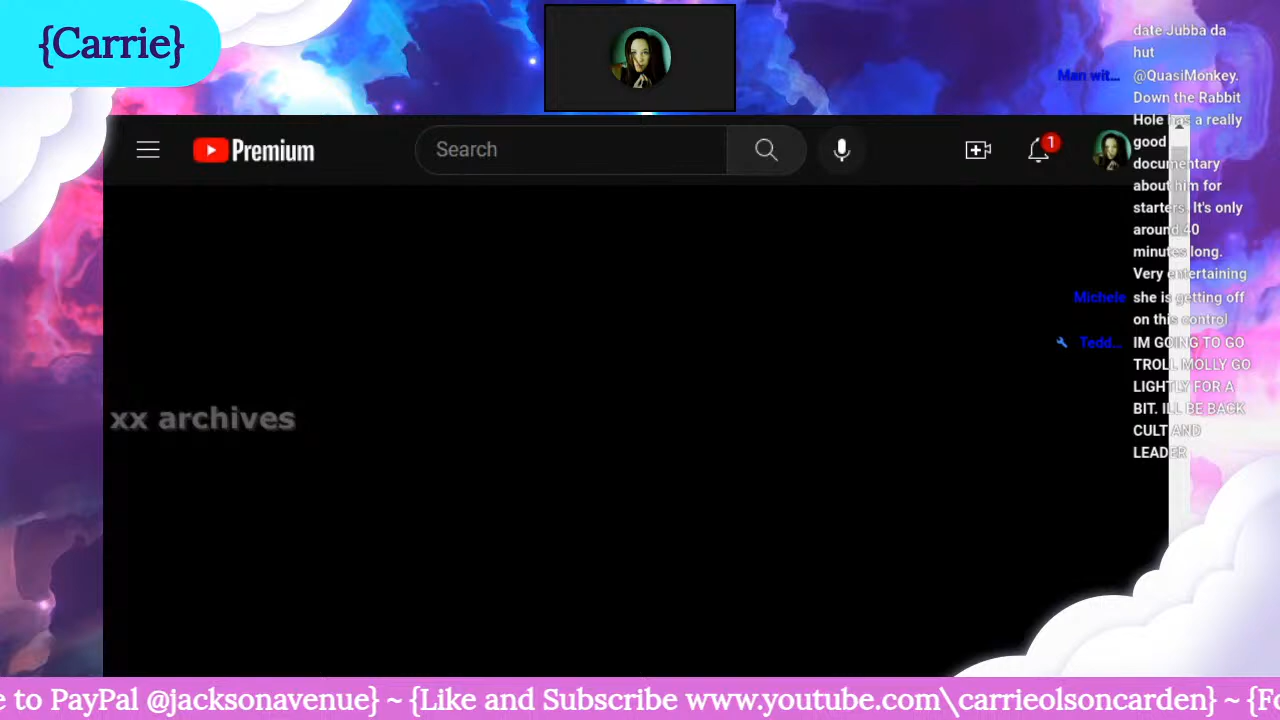 {Carrie}
Premium
Search
1
xx archives
date Jubba da
hut
Man wit... @QuasiMonkey.
Down the Rabbit
Hole has a really
good
documentary
about him for
starters. It's only
around 40
minutes long.
Very entertaining
Michele she is getting off
on this control
Tedd... IM GOING TO GO
TROLL MOLLY GO
LIGHTLY FOR A
BIT. ILL BE BACK
CULT AND
LEADER
e to PayPal @jacksonavenue} ~ {Like and Subscribe www.youtube.com\carrieolsoncarden} ~ {Fo